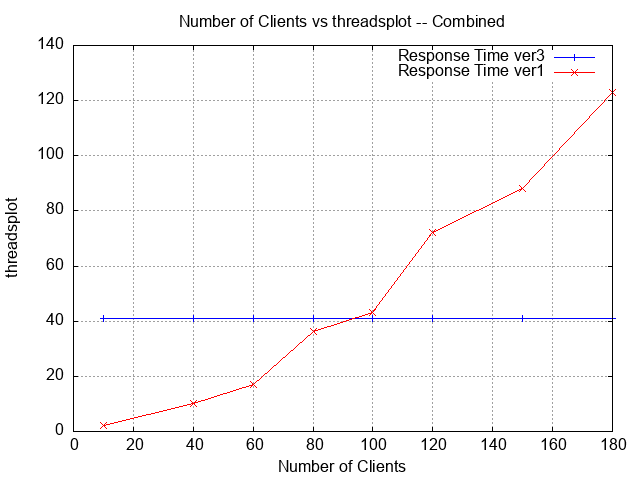 Number of Clients vs threadsplot -- Combined
Response Time ver3
Response Time ver1
140
120
100
80
60
40
20
0
threadsplot
0 20 40 60 80 100 120 140 160 180
Number of Clients